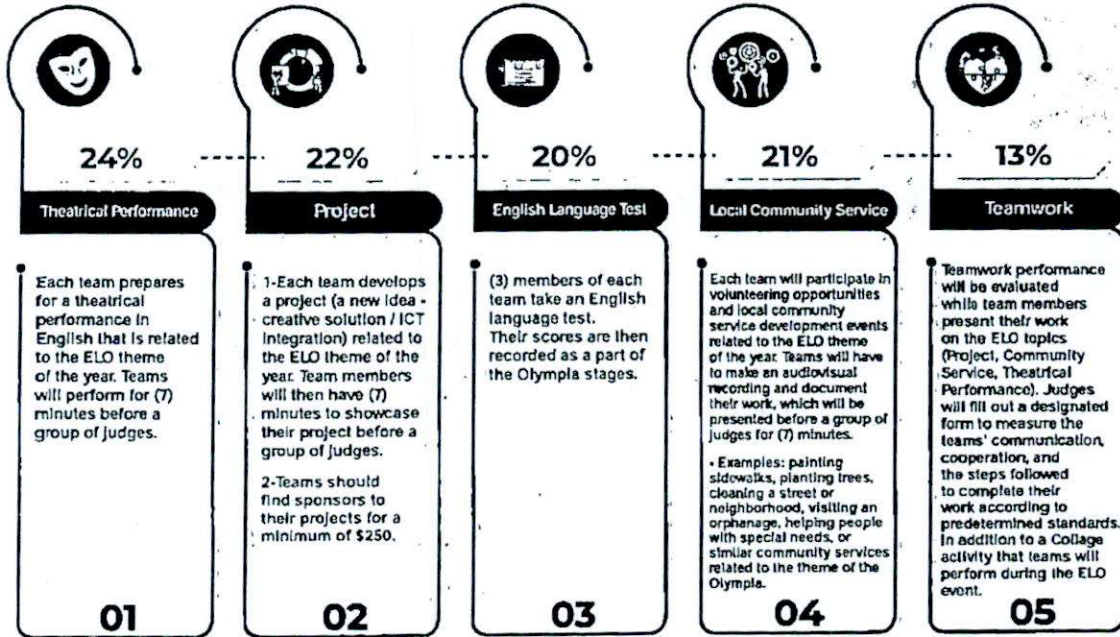 24%
Theatrical Performance
Each team prepares
for a theatrical
performance in
English that is related
to the ELO theme
of the year. Teams
will perform for (7)
minutes before a
group of judges.
01
22%
Project
1-Each team develops
a project (a new idea -
creative solution / ICT
integration) related to
the ELO theme of the
year. Team members
will then have (7)
minutes to showcase
their project before a
group of judges.
2-Teams should
find sponsors to
their projects for a
minimum of $250.
02
20%
English Language Test
(3) members of each
team take an English
language test.
Their scores are then
recorded as a part of
the Olympia stages.
03
21%
Local Community Service
Each team will participate in
volunteering opportunities
and local community
service development events
related to the ELO theme
of the year. Teams will have
to make an audiovisual
recording and document
their work, which will be
presented before a group of
judges for (7) minutes.
• Examples: painting
sidewalks, planting trees,
cleaning a street or
neighborhood, visiting an
orphanage, helping people
with special needs, or
similar community services
related to the theme of the
Olympia.
04
13%
Teamwork
Teamwork performance
will be evaluated
while team members
present their work
on the ELO topics
(Project, Community
Service, Theatrical
Performance). Judges
will fill out a designated
form to measure the
teams' communication,
cooperation, and
the steps followed
to complete their
work according to
predetermined standards.
In addition to a Collage
activity that teams will
perform during the ELO
event.
05